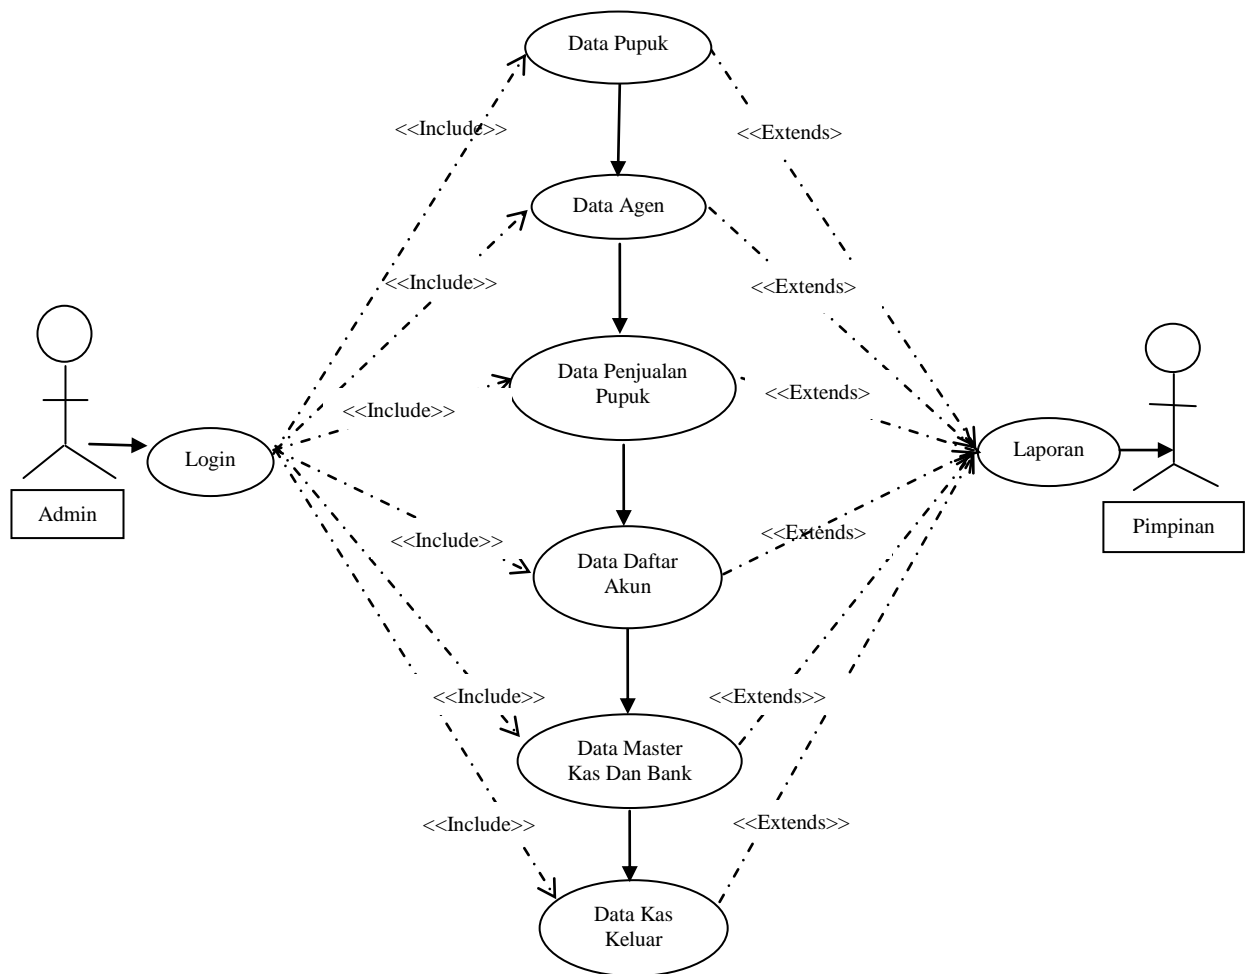 Data Pupuk
<<Include>>
<<Extends>
Data Agen
<<Include>>
<<Extends>
Data Penjualan
Pupuk
<<Include>>
<<Extends>
Login
Laporan
Admin
Pimpinan
<<Include>>
<<Extends>
Data Daftar
Akun
<<Include>>
<<Extends>>
Data Master
Kas Dan Bank
<<Include>>
<<Extends>>
Data Kas
Keluar